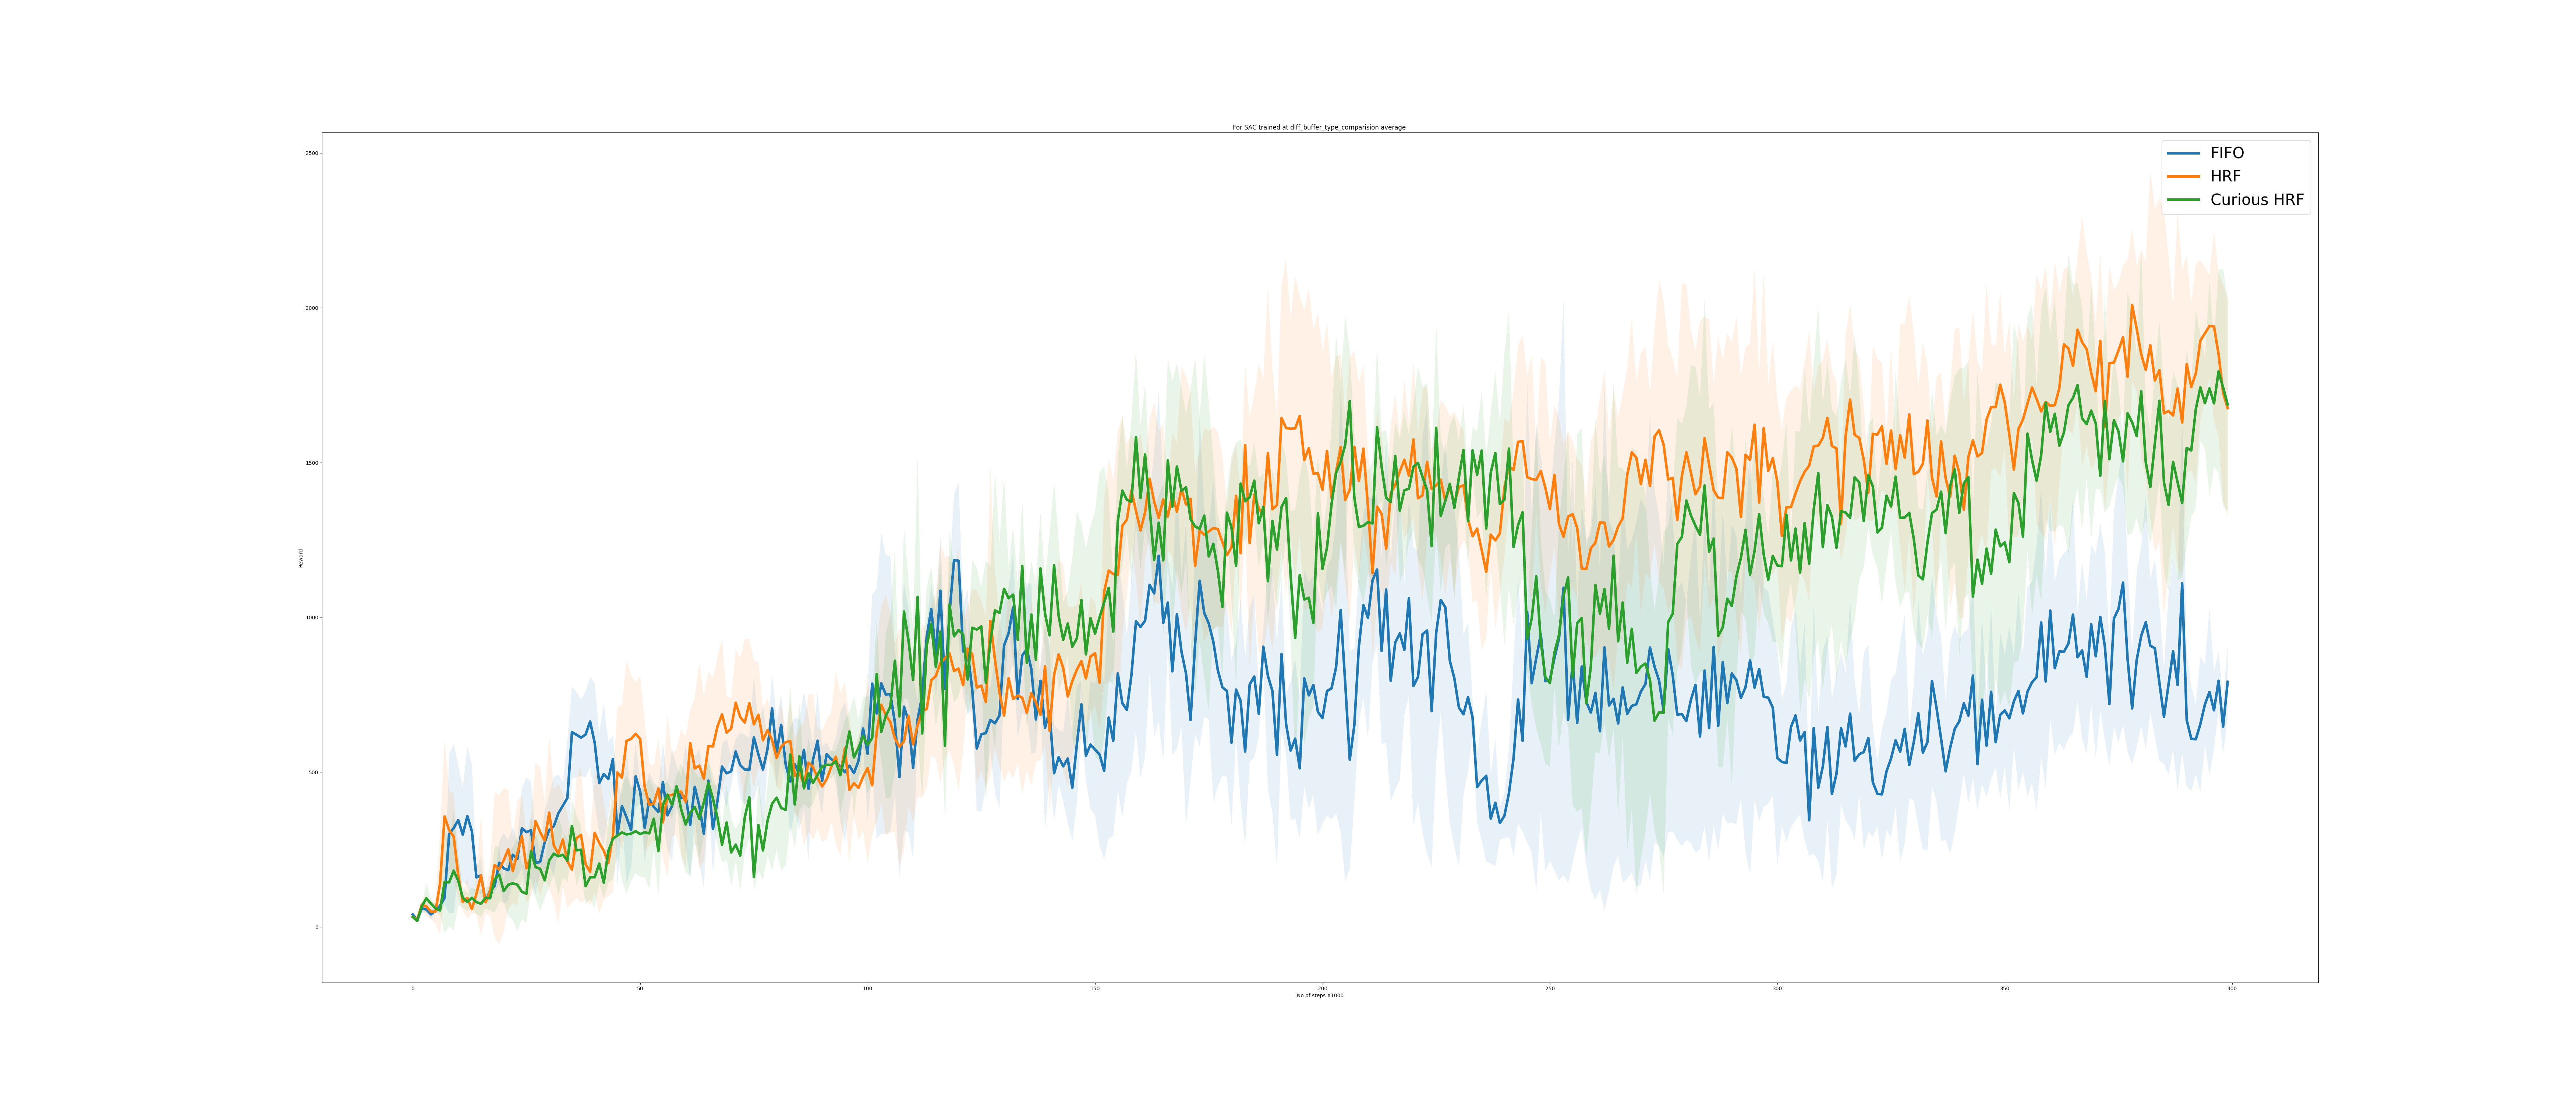 For SAC trained at diff_buffer_type_comparision average
FIFO
HRF
Curious HRF
Reward
2500
2000
1500
1000
500
0
0 50 100 150 200 250 300 350 400
No of steps X1000